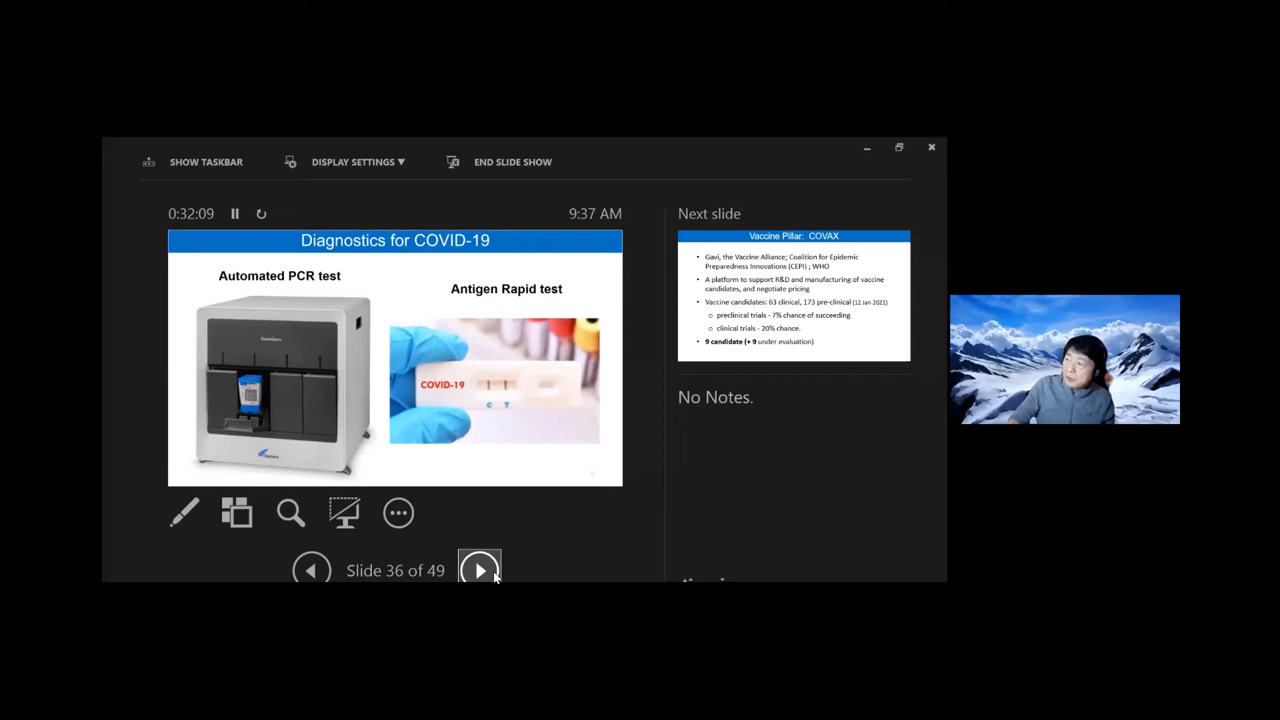 SHOW TASKBAR
DISPLAY SETTINGS ▼
END SLIDE SHOW
0:32:09
9:37 AM
Diagnostics for COVID-19
Automated PCR test
Antigen Rapid test
COVID-19
C T
Next slide
Vaccine Pillar: COVAX
• Gavi, the Vaccine Alliance; Coalition for Epidemic
Preparedness Innovations (CEPI) ; WHO
• A platform to support R&D and manufacturing of vaccine
candidates, and negotiate pricing
• Vaccine candidates: 63 clinical, 173 pre-clinical (12 Jan 2021)
o preclinical trials - 7% chance of succeeding
o clinical trials - 20% chance.
• 9 candidate (+ 9 under evaluation)
No Notes.
Slide 36 of 49